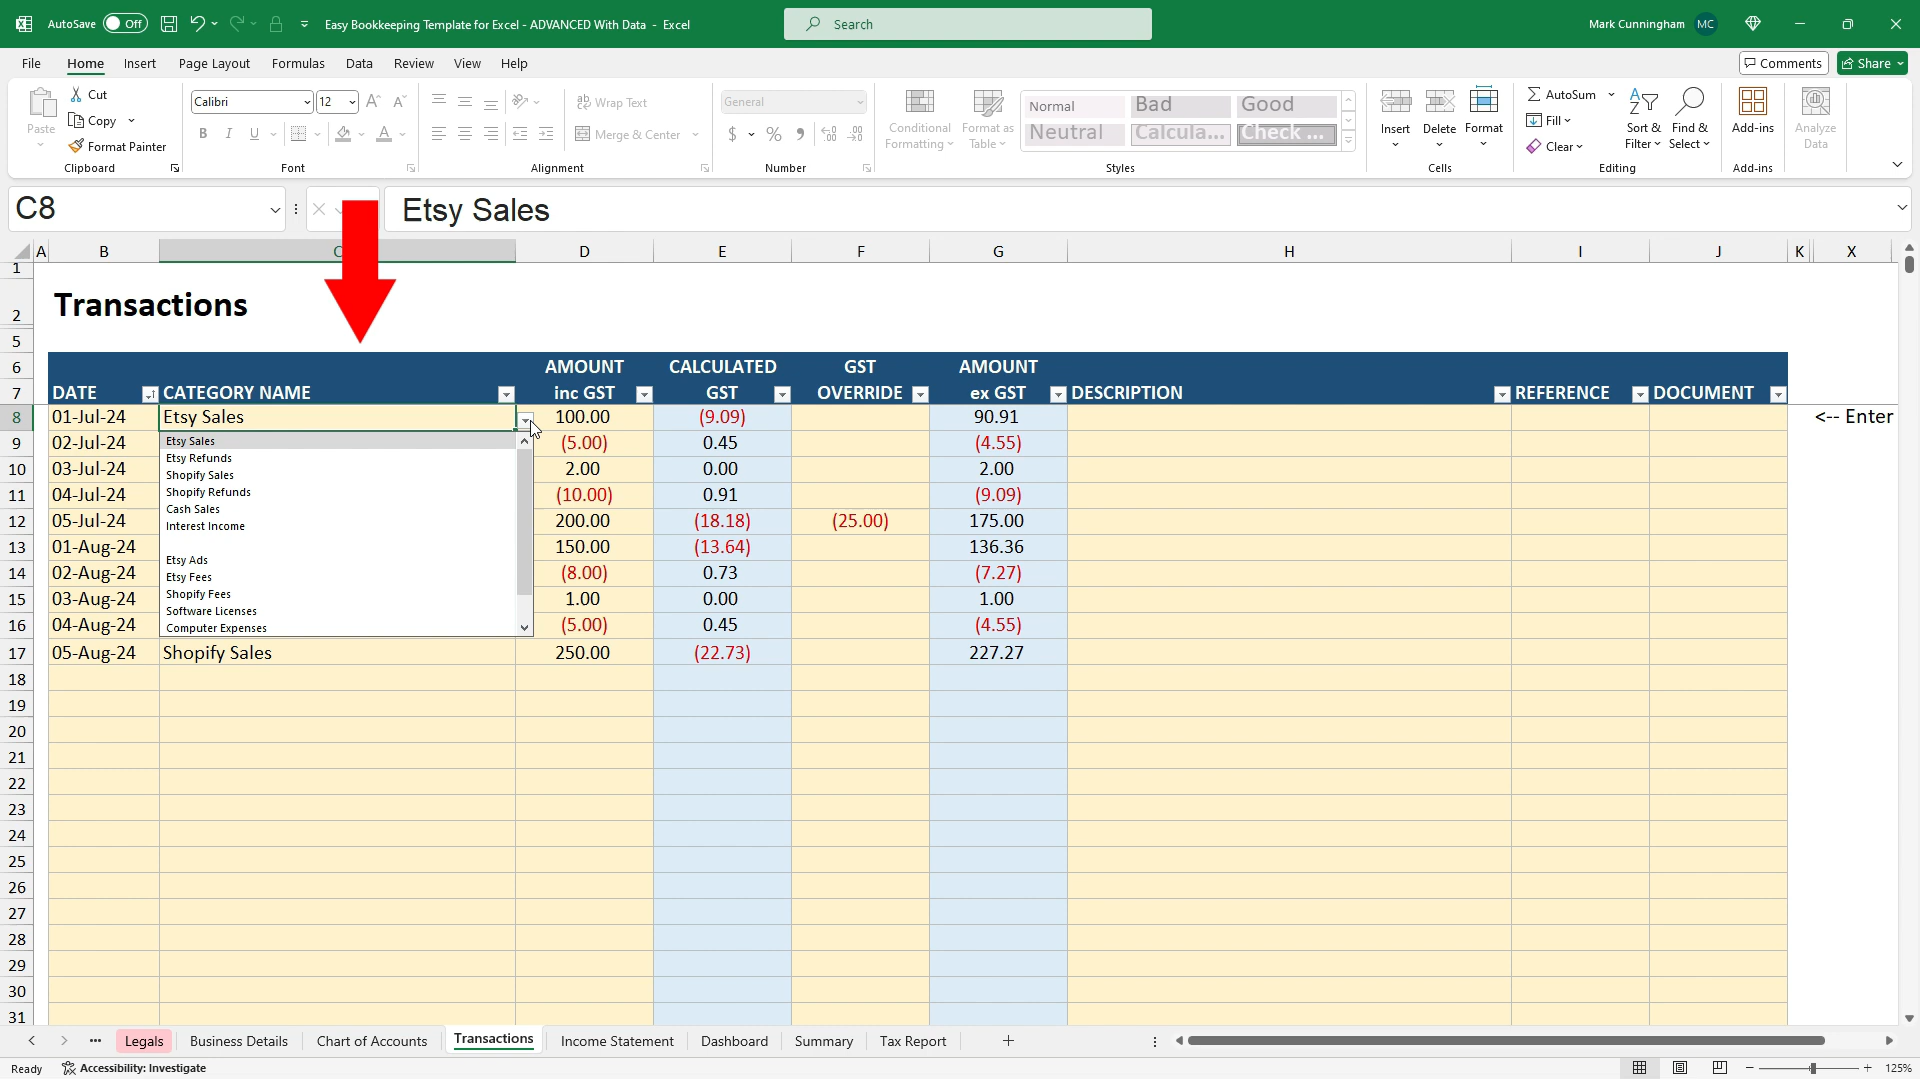 AutoSave Off Easy Bookkeeping Template for Excel - ADVANCED With Data - Excel Search Mark Cunningham MC
File Home Insert Page Layout Formulas Data Review View Help Comments Share
Paste
Cut
Copy
Format Painter
Clipboard
Calibri 12
B I U A
Font
Wrap Text
Merge & Center
Alignment
General
$ % ,
Number
Conditional Formatting
Format as Table
Normal Bad Good
Neutral Calcula... Check ...
Styles
Insert Delete Format
Cells
AutoSum
Fill
Clear
Sort & Filter
Find & Select
Editing
Add-ins
Add-ins
Analyze Data
C8 Etsy Sales
A B C D E F G H I J K X
1
2 Transactions
5
6 AMOUNT CALCULATED GST AMOUNT
7 DATE CATEGORY NAME inc GST GST OVERRIDE ex GST DESCRIPTION REFERENCE DOCUMENT
8 01-Jul-24 Etsy Sales 100.00 (9.09) 90.91 <-- Enter
9 02-Jul-24 (5.00) 0.45 (4.55)
10 03-Jul-24 2.00 0.00 2.00
11 04-Jul-24 (10.00) 0.91 (9.09)
12 05-Jul-24 200.00 (18.18) (25.00) 175.00
13 01-Aug-24 150.00 (13.64) 136.36
14 02-Aug-24 (8.00) 0.73 (7.27)
15 03-Aug-24 1.00 0.00 1.00
16 04-Aug-24 (5.00) 0.45 (4.55)
Etsy Sales
Etsy Refunds
Shopify Sales
Shopify Refunds
Cash Sales
Interest Income
Etsy Ads
Etsy Fees
Shopify Fees
Software Licenses
Computer Expenses
17 05-Aug-24 Shopify Sales 250.00 (22.73) 227.27
18
19
20
21
22
23
24
25
26
27
28
29
30
31
Legals Business Details Chart of Accounts Transactions Income Statement Dashboard Summary Tax Report
Ready Accessibility: Investigate 125%